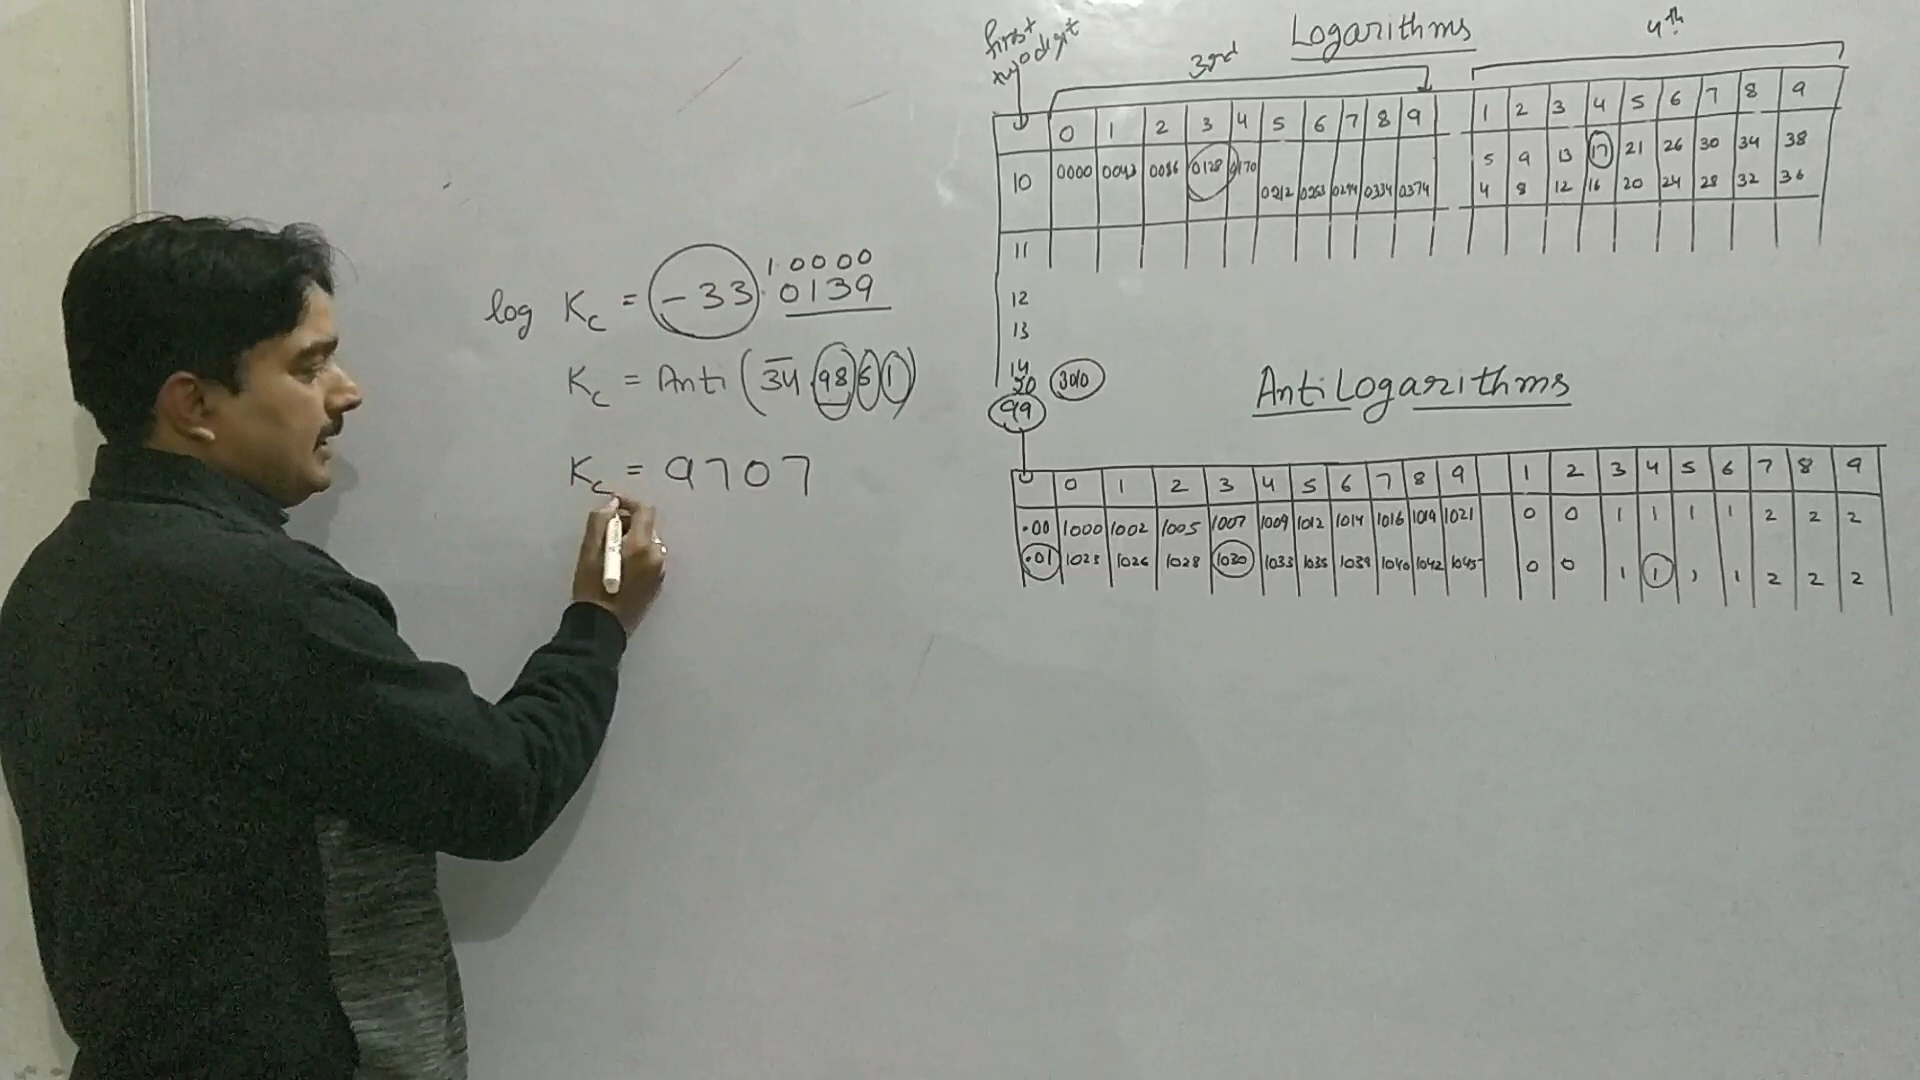 log Kc = -33.0139
1.0000
Kc = Anti (3̅4̅.9861)
Kc = 9707
first
two digit
3rd
Logarithms
4th
0 1 2 3 4 5 6 7 8 9 1 2 3 4 5 6 7 8 9
10 0000 0043 0086 0128 0170 5 9 13 17 21 26 30 34 38
0212 0253 0294 0334 0374 4 8 12 16 20 24 28 32 36
11
12
13
14
20 3010
99
AntiLogarithms
0 1 2 3 4 5 6 7 8 9 1 2 3 4 5 6 7 8 9
.00 1000 1002 1005 1007 1009 1012 1014 1016 1019 1021 0 0 1 1 1 1 2 2 2
.01 1023 1026 1028 1030 1033 1035 1038 1040 1042 1045 0 0 1 1 1 1 2 2 2